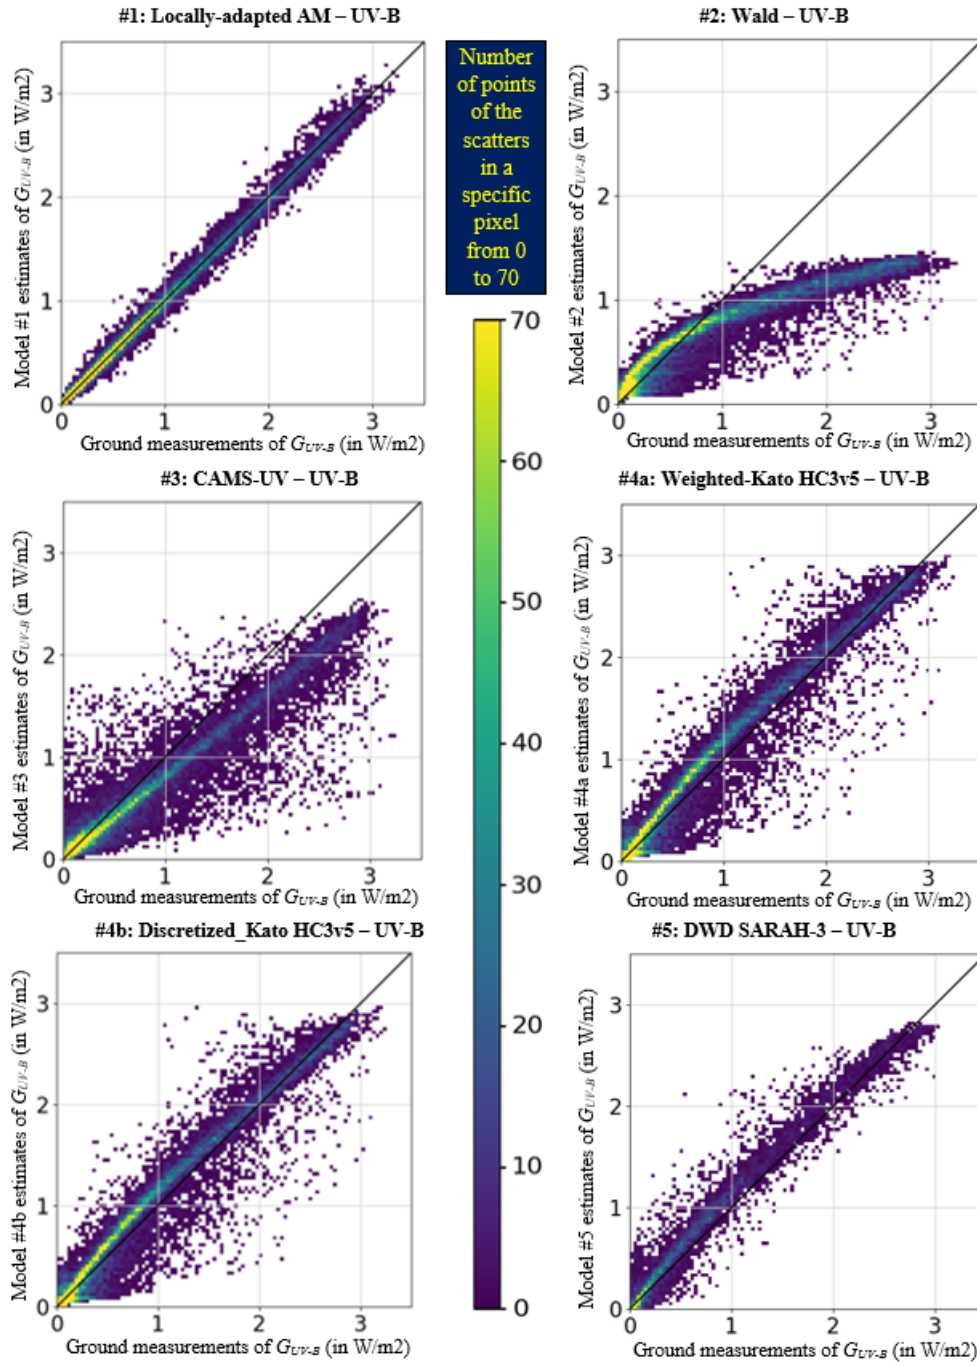 #1: Locally-adapted AM – UV-B
Model #1 estimates of GUV-B (in W/m2)
3
2
1
0
0 1 2 3
Ground measurements of GUV-B (in W/m2)
Number
of points
of the
scatters
in a
specific
pixel
from 0
to 70
#2: Wald – UV-B
Model #2 estimates of GUV-B (in W/m2)
3
2
1
0
0 1 2 3
Ground measurements of GUV-B (in W/m2)
70
60
50
40
30
20
10
0
#3: CAMS-UV – UV-B
Model #3 estimates of GUV-B (in W/m2)
3
2
1
0
0 1 2 3
Ground measurements of GUV-B (in W/m2)
#4a: Weighted-Kato HC3v5 – UV-B
Model #4a estimates of GUV-B (in W/m2)
3
2
1
0
0 1 2 3
Ground measurements of GUV-B (in W/m2)
#4b: Discretized_Kato HC3v5 – UV-B
Model #4b estimates of GUV-B (in W/m2)
3
2
1
0
0 1 2 3
Ground measurements of GUV-B (in W/m2)
#5: DWD SARAH-3 – UV-B
Model #5 estimates of GUV-B (in W/m2)
3
2
1
0
0 1 2 3
Ground measurements of GUV-B (in W/m2)